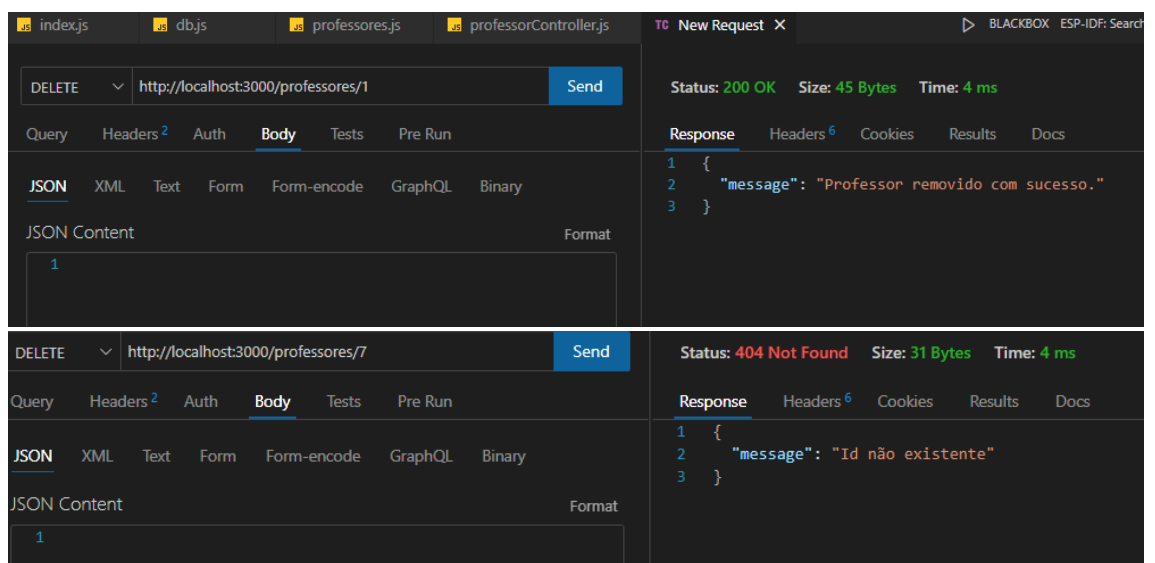 JS index.js JS db.js JS professores.js JS professorController.js TC New Request × BLACKBOX ESP-IDF: Search
DELETE http://localhost:3000/professores/1 Send Status: 200 OK Size: 45 Bytes Time: 4 ms
Query Headers 2 Auth Body Tests Pre Run Response Headers 6 Cookies Results Docs
1 {
JSON XML Text Form Form-encode GraphQL Binary 2 "message": "Professor removido com sucesso."
3 }
JSON Content Format
1
DELETE http://localhost:3000/professores/7 Send Status: 404 Not Found Size: 31 Bytes Time: 4 ms
Query Headers 2 Auth Body Tests Pre Run Response Headers 6 Cookies Results Docs
1 {
JSON XML Text Form Form-encode GraphQL Binary 2 "message": "Id não existente"
3 }
JSON Content Format
1